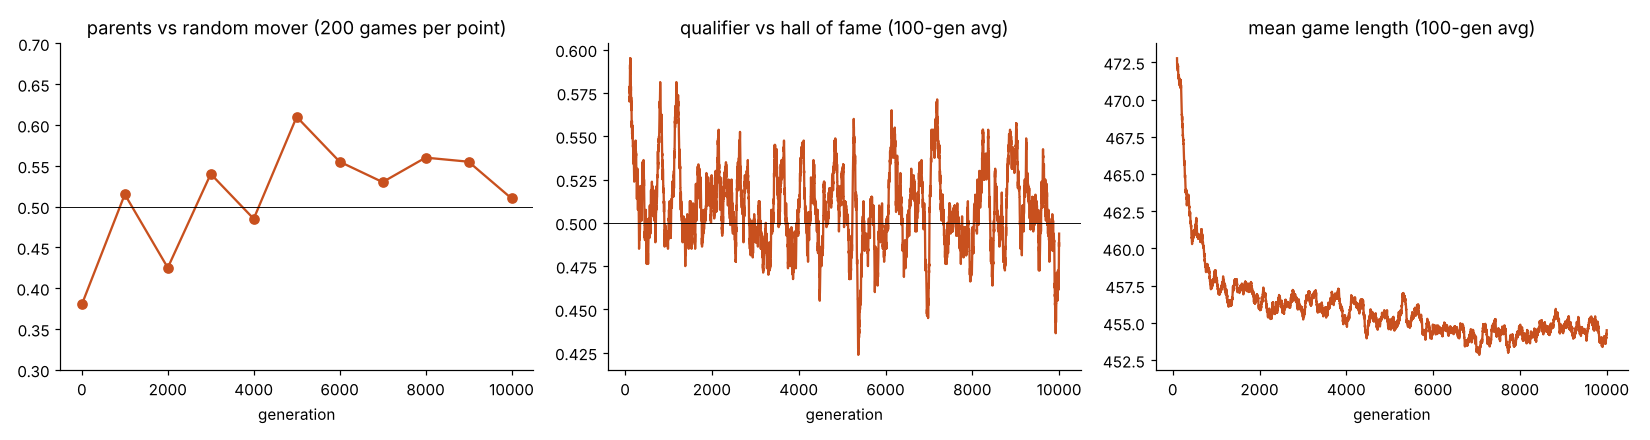 parents vs random mover (200 games per point)
0.70
0.65
0.60
0.55
0.50
0.45
0.40
0.35
0.30
0 2000 4000 6000 8000 10000
generation
qualifier vs hall of fame (100-gen avg)
0.600
0.575
0.550
0.525
0.500
0.475
0.450
0.425
0 2000 4000 6000 8000 10000
generation
mean game length (100-gen avg)
472.5
470.0
467.5
465.0
462.5
460.0
457.5
455.0
452.5
0 2000 4000 6000 8000 10000
generation